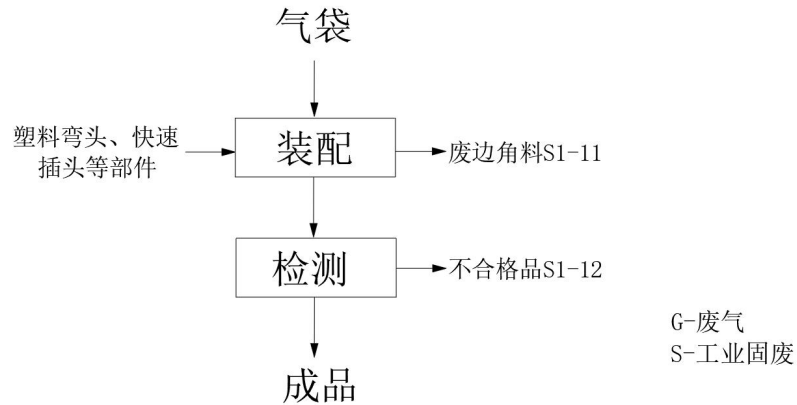 气袋
塑料弯头、快速
插头等部件
装配
废边角料S1-11
检测
不合格品S1-12
成品
G-废气
S-工业固废